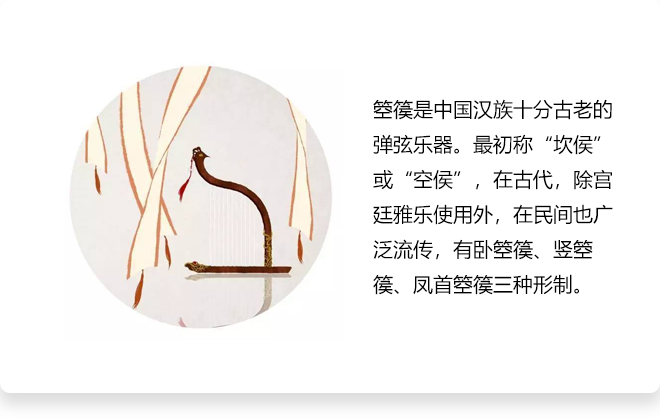 箜篌是中国汉族十分古老的
弹弦乐器。最初称“坎侯”
或“空侯”，在古代，除宫
廷雅乐使用外，在民间也广
泛流传，有卧箜篌、竖箜
篌、凤首箜篌三种形制。